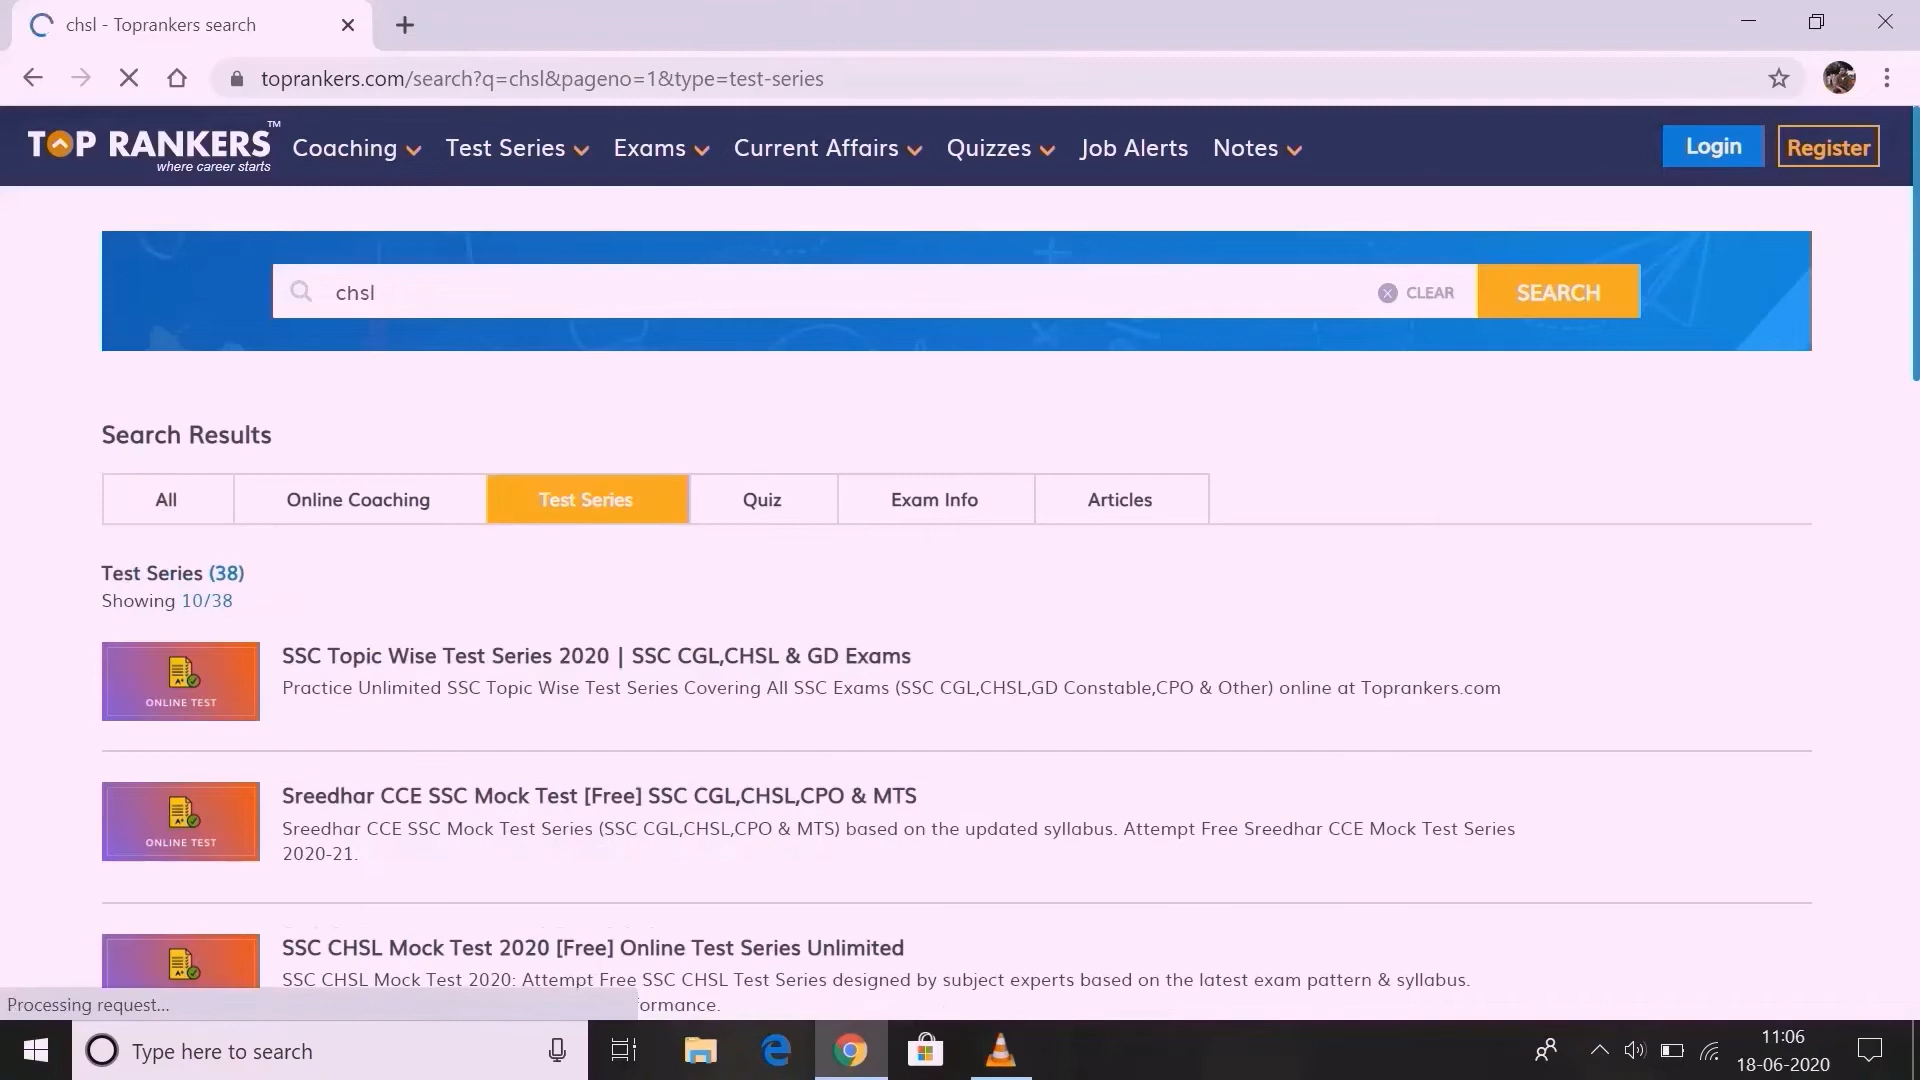 chsl - Toprankers search
toprankers.com/search?q=chsl&pageno=1&type=test-series
TOP RANKERS™
where career starts
Coaching Test Series Exams Current Affairs Quizzes Job Alerts Notes
Login Register
chsl
CLEAR
SEARCH
Search Results
All Online Coaching Test Series Quiz Exam Info Articles
Test Series (38)
Showing 10/38
ONLINE TEST
SSC Topic Wise Test Series 2020 | SSC CGL,CHSL & GD Exams
Practice Unlimited SSC Topic Wise Test Series Covering All SSC Exams (SSC CGL,CHSL,GD Constable,CPO & Other) online at Toprankers.com
ONLINE TEST
Sreedhar CCE SSC Mock Test [Free] SSC CGL,CHSL,CPO & MTS
Sreedhar CCE SSC Mock Test Series (SSC CGL,CHSL,CPO & MTS) based on the updated syllabus. Attempt Free Sreedhar CCE Mock Test Series
2020-21.
SSC CHSL Mock Test 2020 [Free] Online Test Series Unlimited
SSC CHSL Mock Test 2020: Attempt Free SSC CHSL Test Series designed by subject experts based on the latest exam pattern & syllabus.
ormance.
Processing request...
Type here to search
11:06
18-06-2020